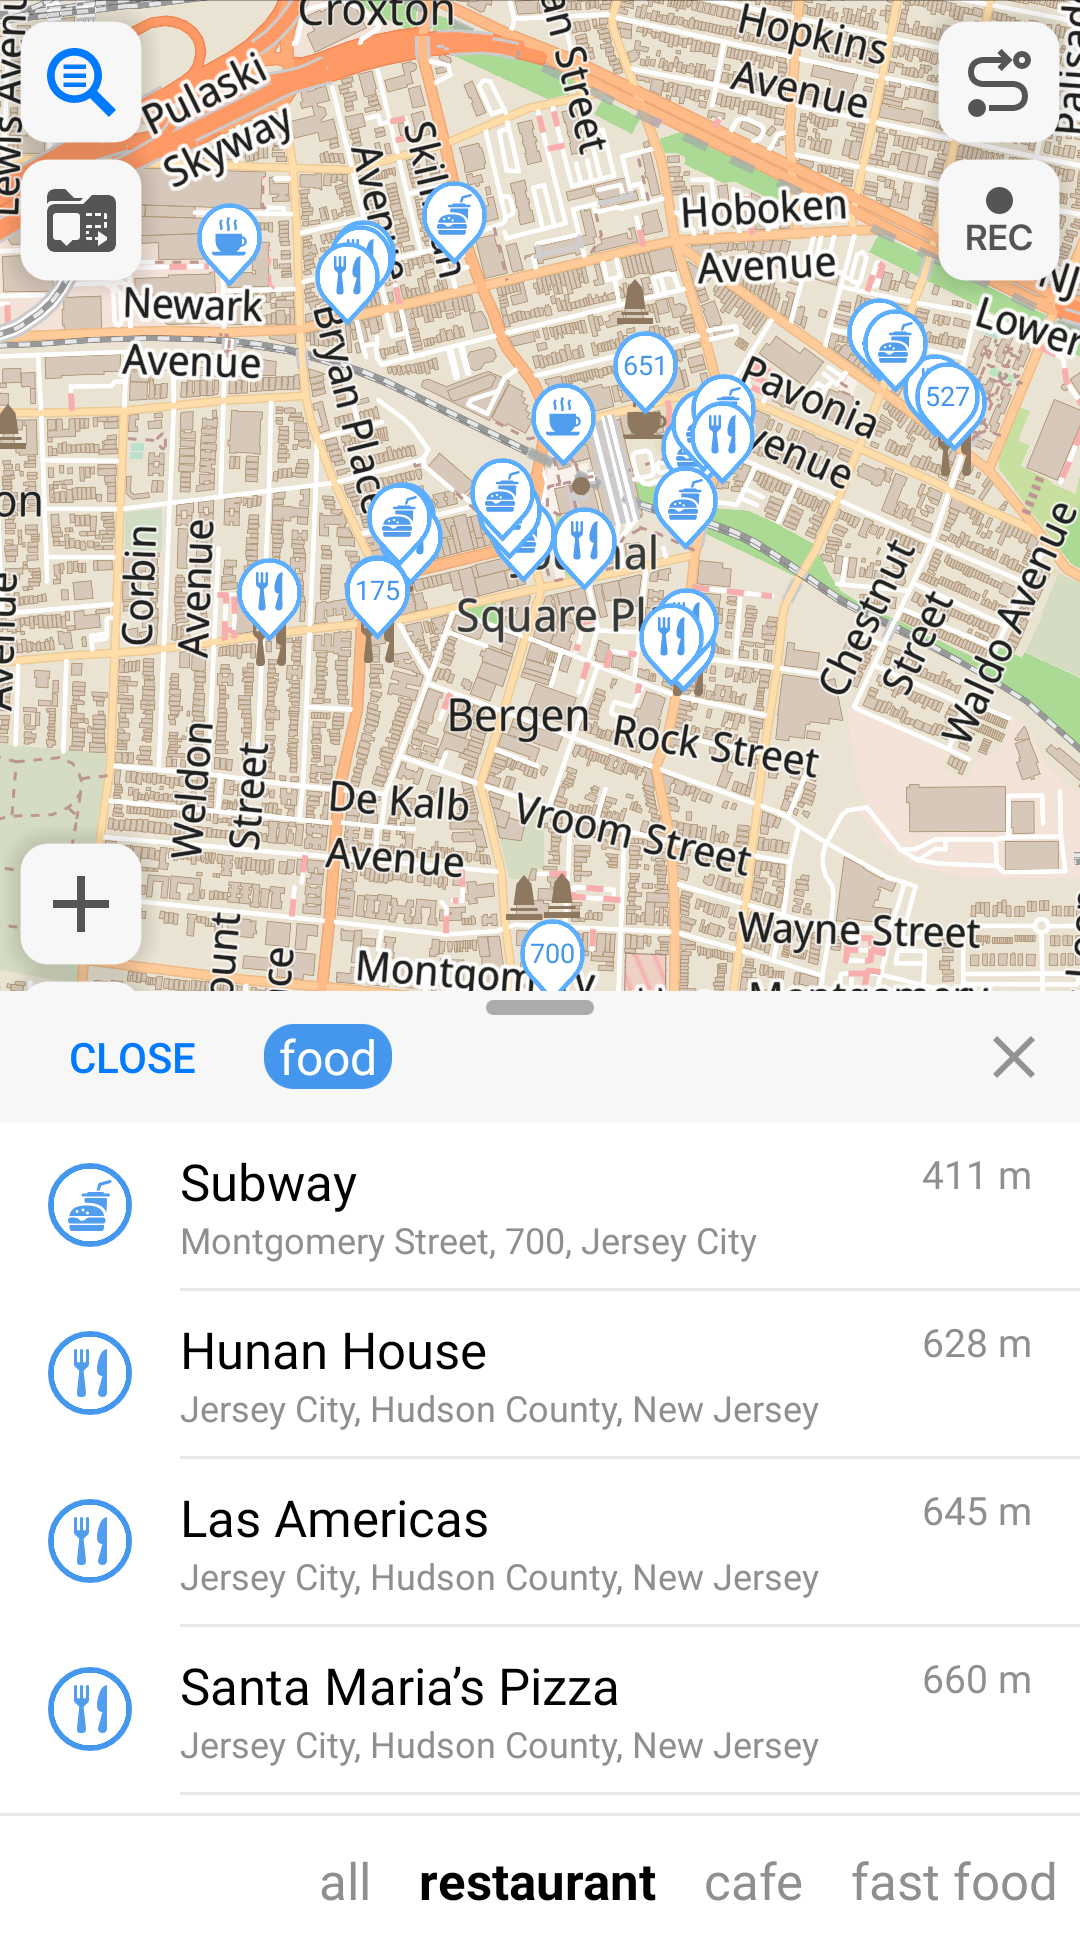 Croxton
Hopkins
Avenue
Pulaski
Skyway
Street
Hoboken
Avenue
REC
Newark
Avenue
Bryan Place
Lower
Pavonia
651
527
Corbin
Avenue
175
Square
Chestnut
Street
Waldo Avenue
Bergen
Rock Street
Weldon
Street
De Kalb
Avenue
Vroom Street
Wayne Street
700
CLOSE
food
Subway
411 m
Montgomery Street, 700, Jersey City
Hunan House
628 m
Jersey City, Hudson County, New Jersey
Las Americas
645 m
Jersey City, Hudson County, New Jersey
Santa Maria’s Pizza
660 m
Jersey City, Hudson County, New Jersey
all
restaurant
cafe
fast food